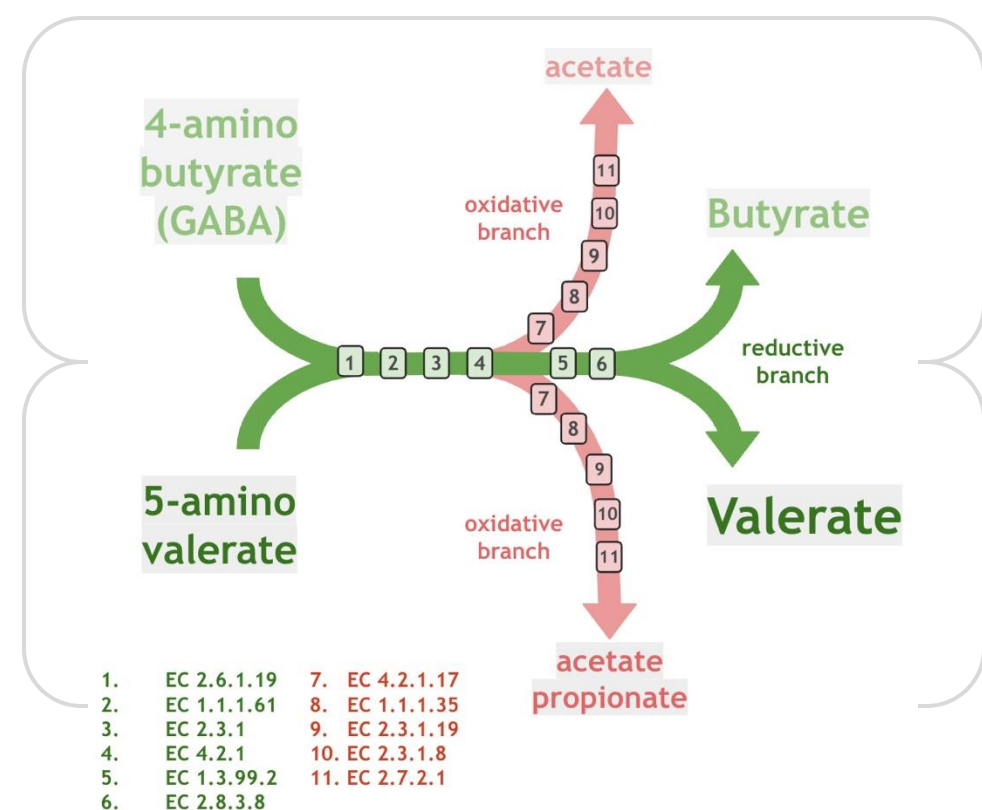 acetate
4-amino
butyrate
(GABA)
oxidative
branch
11
10
9
8
7
Butyrate
1
2
3
4
5
6
reductive
branch
7
8
9
10
11
5-amino
valerate
oxidative
branch
Valerate
acetate
propionate
1. EC 2.6.1.19
2. EC 1.1.1.61
3. EC 2.3.1
4. EC 4.2.1
5. EC 1.3.99.2
6. EC 2.8.3.8
7. EC 4.2.1.17
8. EC 1.1.1.35
9. EC 2.3.1.19
10. EC 2.3.1.8
11. EC 2.7.2.1